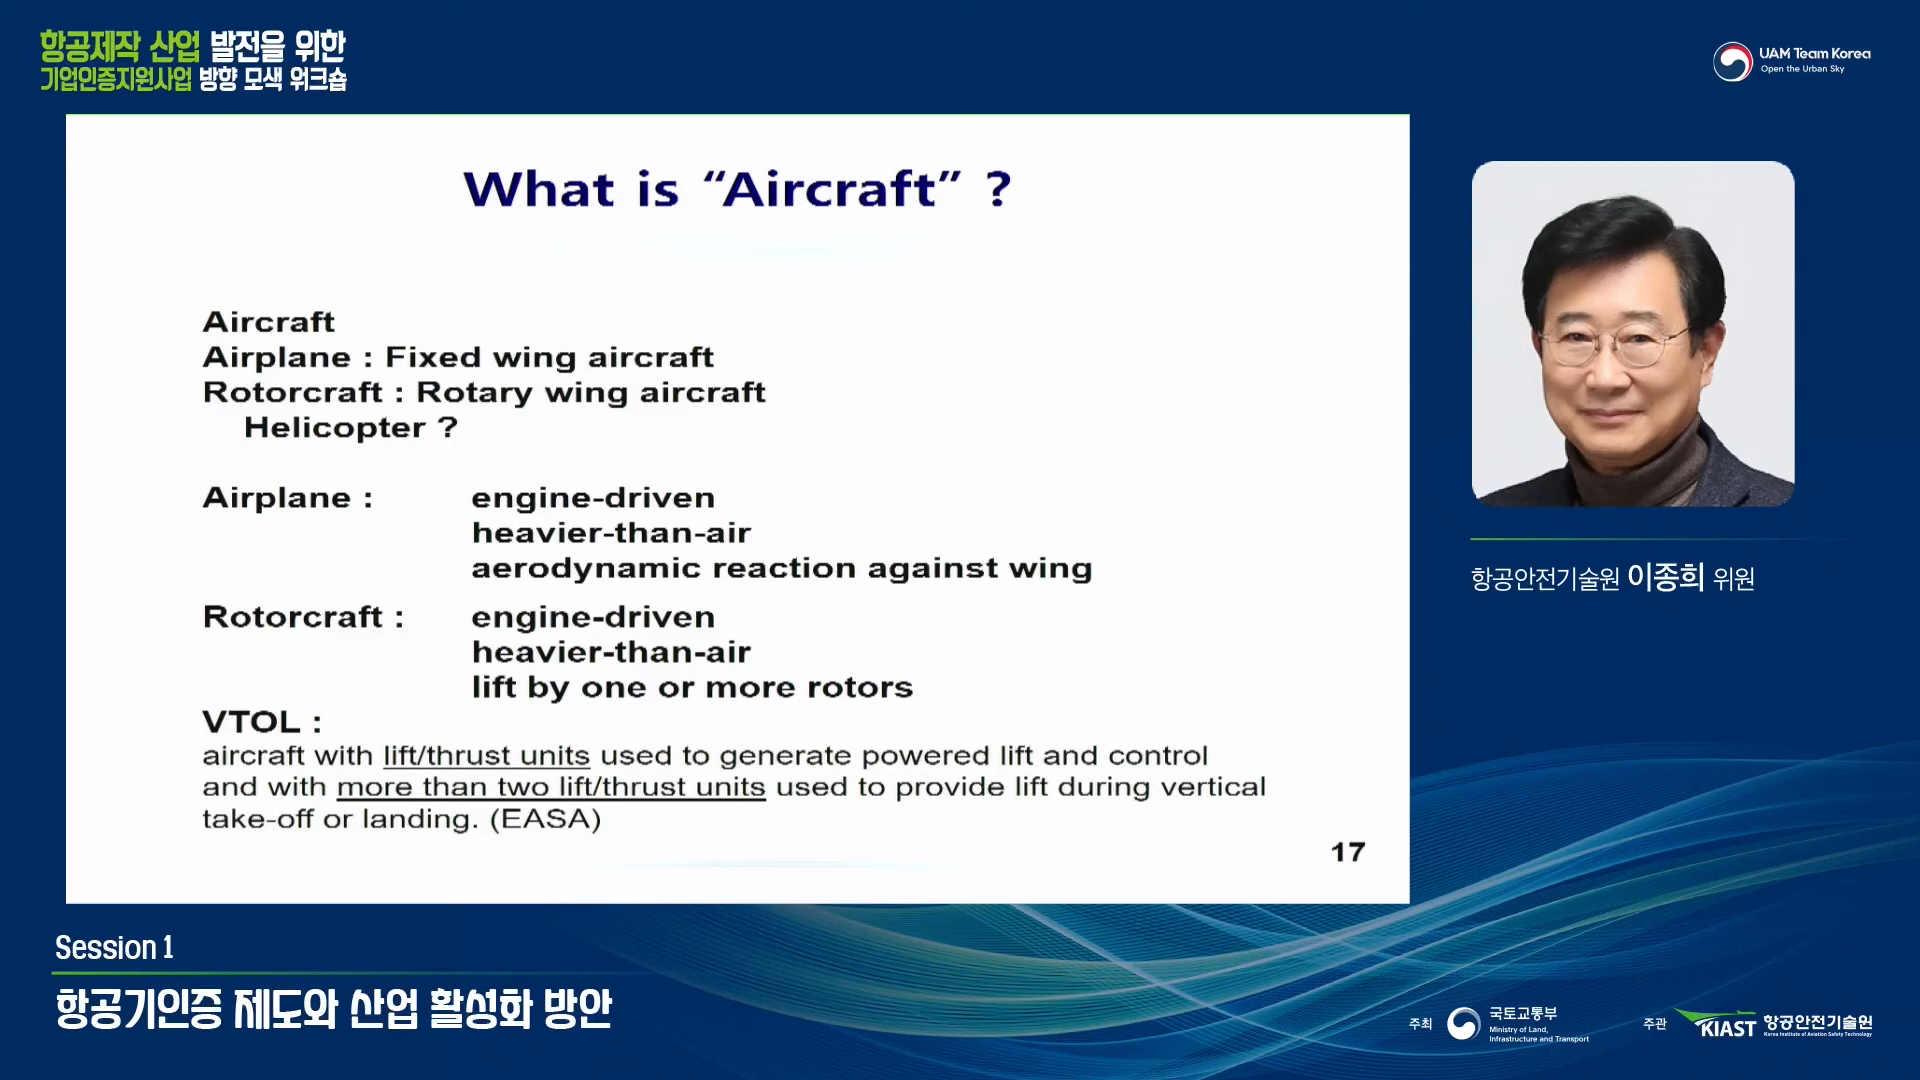 항공제작 산업 발전을 위한
기업인증지원사업 방향 모색 워크숍
UAM Team Korea
Open the Urban Sky
What is “Aircraft” ?
Aircraft
Airplane : Fixed wing aircraft
Rotorcraft : Rotary wing aircraft
Helicopter ?
Airplane : engine-driven
heavier-than-air
aerodynamic reaction against wing
Rotorcraft : engine-driven
heavier-than-air
lift by one or more rotors
VTOL :
aircraft with lift/thrust units used to generate powered lift and control
and with more than two lift/thrust units used to provide lift during vertical
take-off or landing. (EASA)
17
항공안전기술원 이종희 위원
Session 1
항공기인증 제도와 산업 활성화 방안
주최 국토교통부
Ministry of Land,
Infrastructure and Transport
주관 KIAST 항공안전기술원
Korea Institute of Aviation Safety Technology